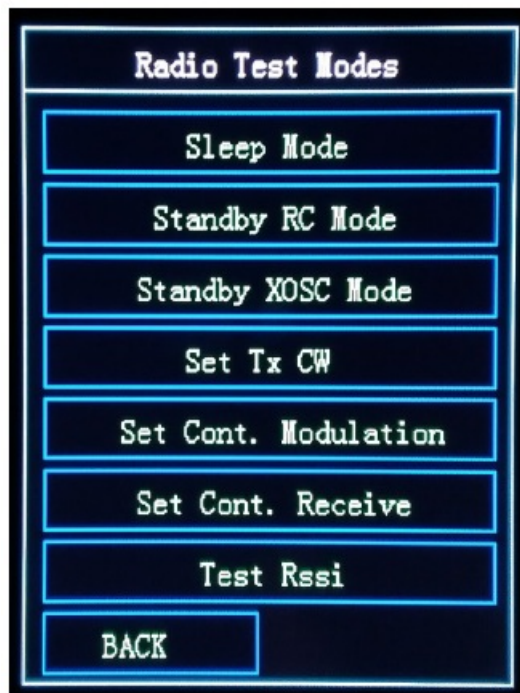 Radio Test Modes
Sleep Mode
Standby RC Mode
Standby XOSC Mode
Set Tx CW
Set Cont. Modulation
Set Cont. Receive
Test Rssi
BACK